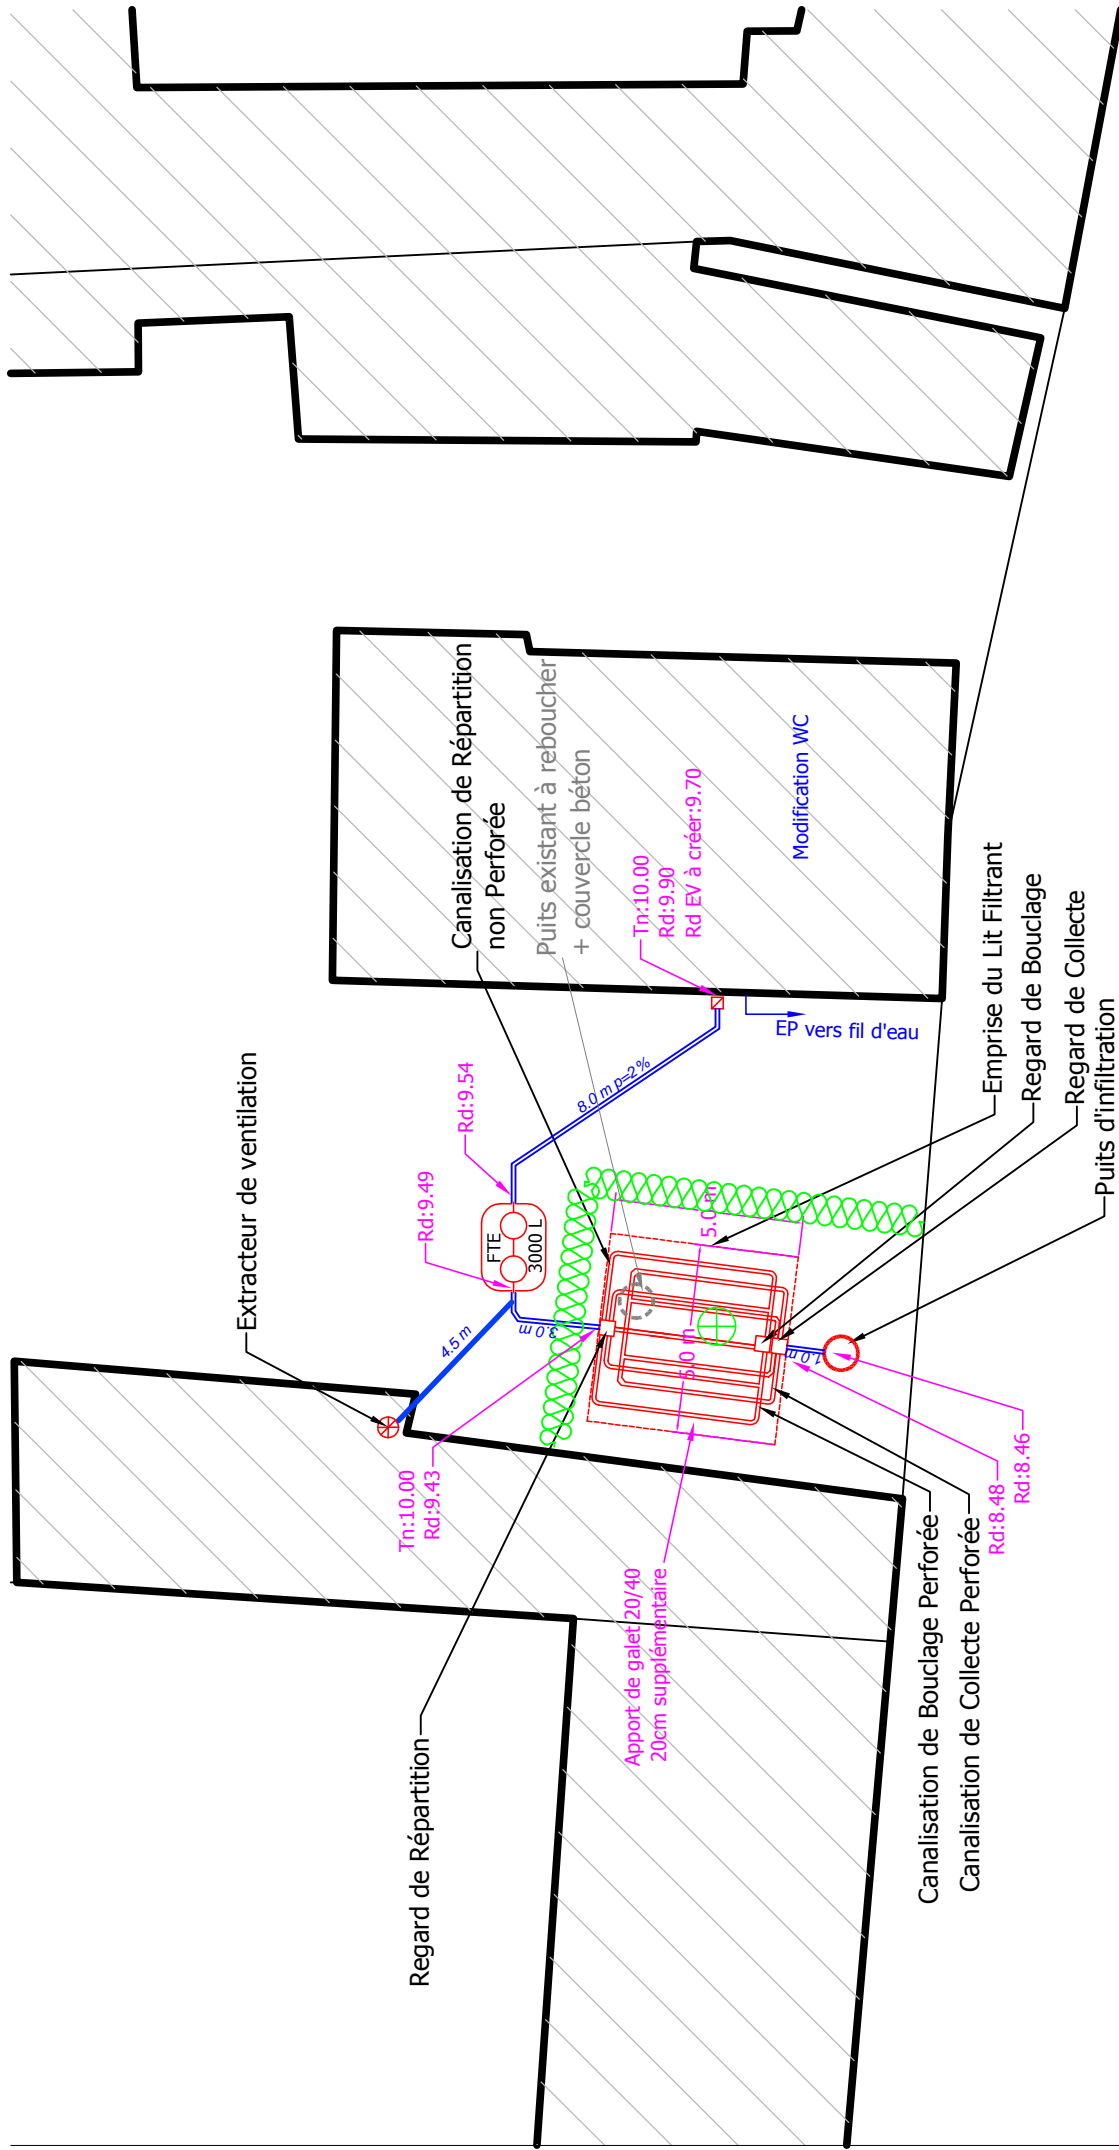 Extracteur de ventilation
Rd:9.54
Rd:9.49
FTE
3000 L
4.5 m
3.0 m
8.0 m p=2%
Canalisation de Répartition
non Perforée
Puits existant à reboucher
+ couvercle béton
Tn:10.00
Rd:9.90
Rd EV à créer:9.70
Modification WC
EP vers fil d'eau
Tn:10.00
Rd:9.43
Regard de Répartition
Apport de galet 20/40
20cm supplémentaire
5.0 m
5.0 m
1.0 m
Emprise du Lit Filtrant
Regard de Bouclage
Regard de Collecte
Puits d'infiltration
Canalisation de Bouclage Perforée
Canalisation de Collecte Perforée
Rd:8.48
Rd:8.46